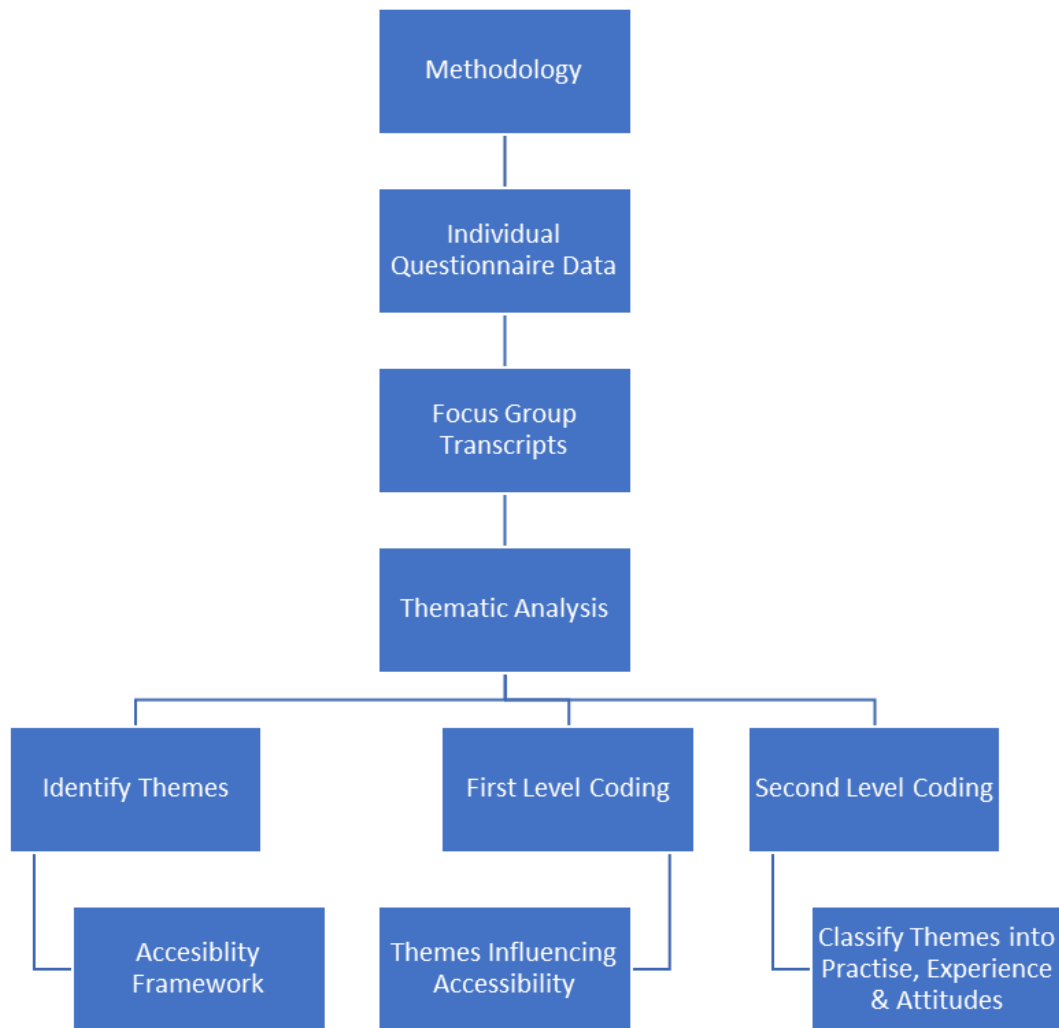 Methodology
Individual
Questionnaire Data
Focus Group
Transcripts
Thematic Analysis
Identify Themes
First Level Coding
Second Level Coding
Accesiblity
Framework
Themes Influencing
Accessibility
Classify Themes into
Practise, Experience
& Attitudes